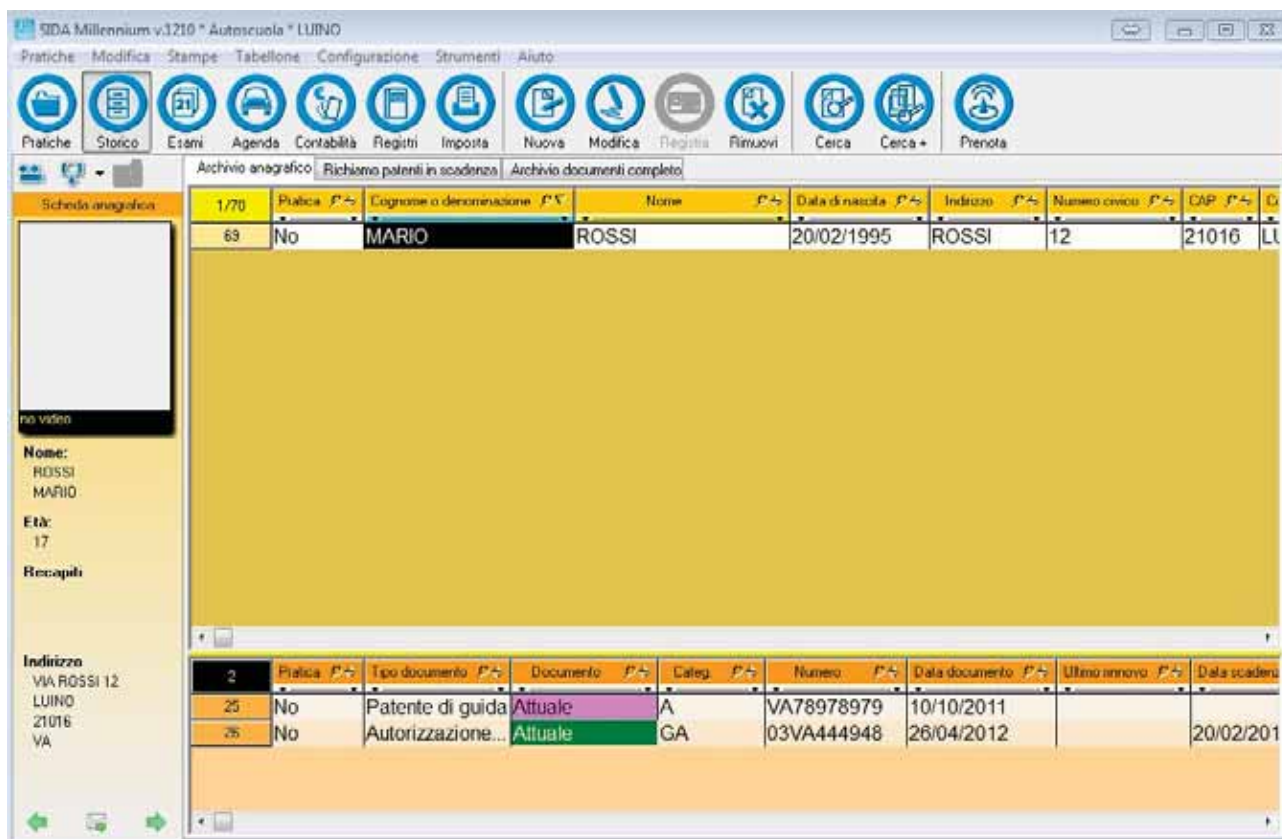 SIDA Millennium v.1210 * Autoscuola * LUINO
Pratiche Modifica Stampe Tabellone Configurazione Strumenti Aiuto
Pratiche Storico Esami Agenda Contabilità Registri Imposta Nuova Modifica Registra Rimuovi Cerca Cerca + Prenota
Archivio anagrafico Richiamo patenti in scadenza Archivio documenti completo
Scheda anagrafica
1/70 Pratica Cognome o denominazione Nome Data di nascita Indirizzo Numero civico CAP
63 No MARIO ROSSI 20/02/1995 ROSSI 12 21016 LU
no video
Nome:
ROSSI
MARIO
Età:
17
Recapiti
Indirizzo
VIA ROSSI 12
LUINO
21016
VA
2 Pratica Tipo documento Documento Categ. Numero Data documento Ultimo rinnovo Data scadenz
25 No Patente di guida Attuale A VA78978979 10/10/2011
26 No Autorizzazione... Attuale GA 03VA444948 26/04/2012 20/02/201